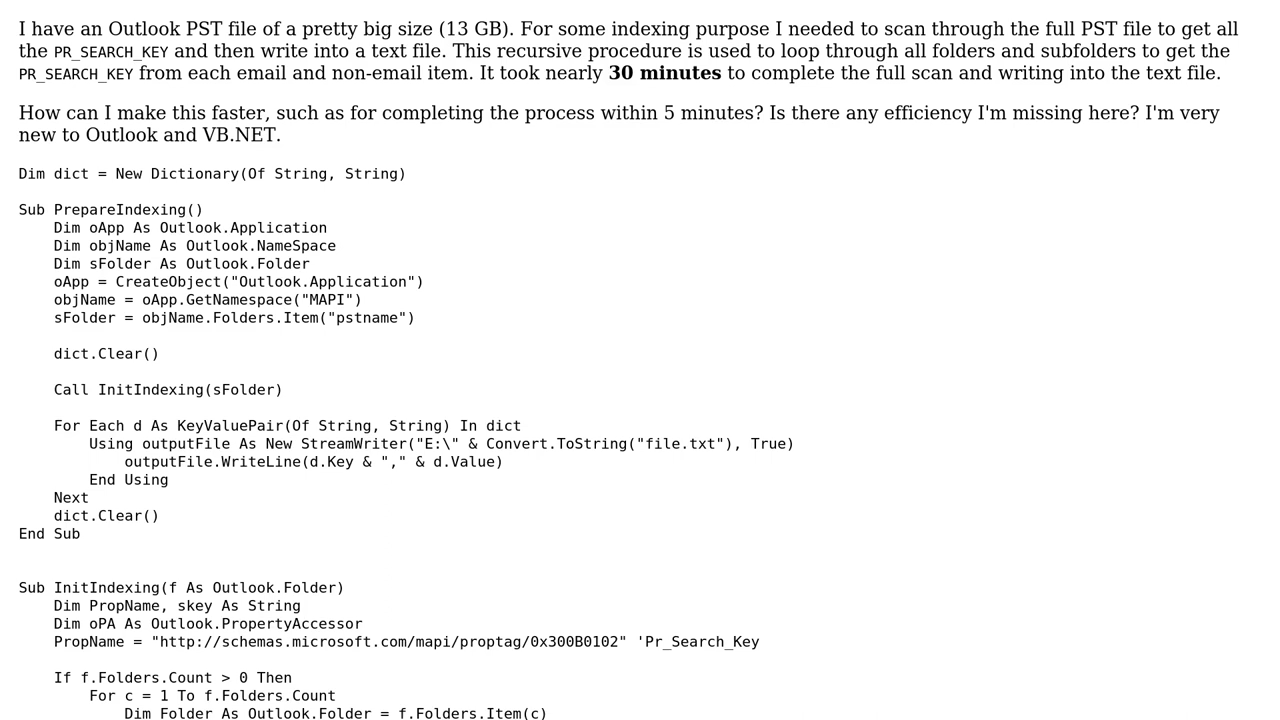 I have an Outlook PST file of a pretty big size (13 GB). For some indexing purpose I needed to scan through the full PST file to get all
the PR_SEARCH_KEY and then write into a text file. This recursive procedure is used to loop through all folders and subfolders to get the
PR_SEARCH_KEY from each email and non-email item. It took nearly 30 minutes to complete the full scan and writing into the text file.
How can I make this faster, such as for completing the process within 5 minutes? Is there any efficiency I'm missing here? I'm very
new to Outlook and VB.NET.
Dim dict = New Dictionary(Of String, String)
Sub PrepareIndexing()
    Dim oApp As Outlook.Application
    Dim objName As Outlook.NameSpace
    Dim sFolder As Outlook.Folder
    oApp = CreateObject("Outlook.Application")
    objName = oApp.GetNamespace("MAPI")
    sFolder = objName.Folders.Item("pstname")
    dict.Clear()
    Call InitIndexing(sFolder)
    For Each d As KeyValuePair(Of String, String) In dict
        Using outputFile As New StreamWriter("E:\" & Convert.ToString("file.txt"), True)
            outputFile.WriteLine(d.Key & "," & d.Value)
        End Using
    Next
    dict.Clear()
End Sub
Sub InitIndexing(f As Outlook.Folder)
    Dim PropName, skey As String
    Dim oPA As Outlook.PropertyAccessor
    PropName = "http://schemas.microsoft.com/mapi/proptag/0x300B0102" 'Pr_Search_Key
    If f.Folders.Count > 0 Then
        For c = 1 To f.Folders.Count
            Dim Folder As Outlook.Folder = f.Folders.Item(c)